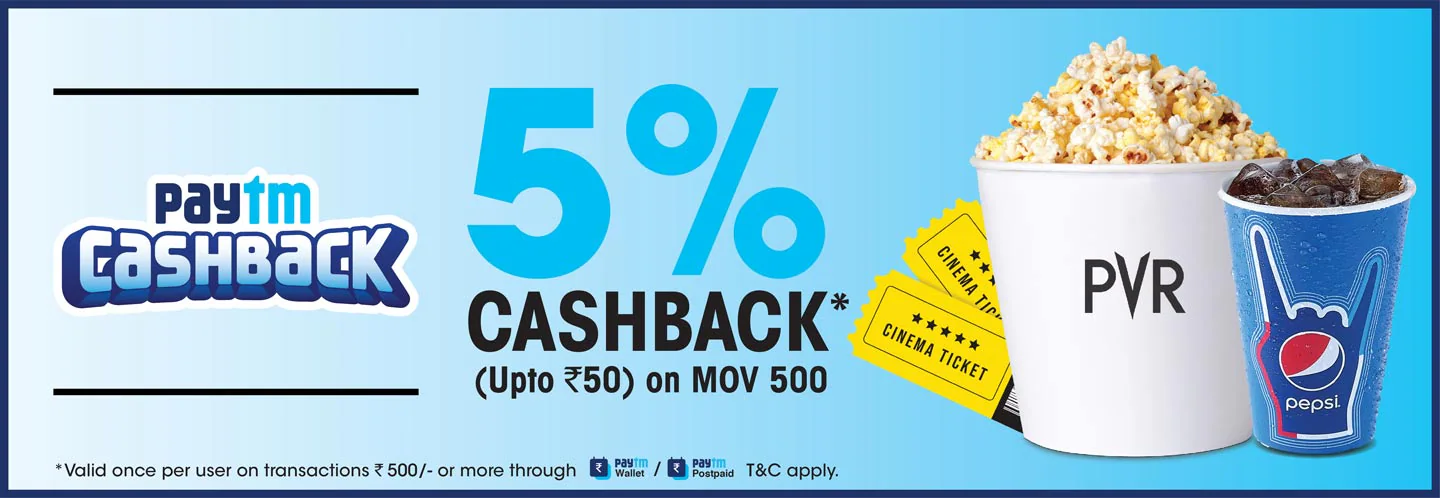 paytm
CASHBACK
5%
CASHBACK*
(Upto ₹50) on MOV 500
*Valid once per user on transactions ₹ 500/- or more through paytm Wallet / paytm Postpaid T&C apply.
CINEMA TICK
CINEMA TICKET
PVR
pepsi.